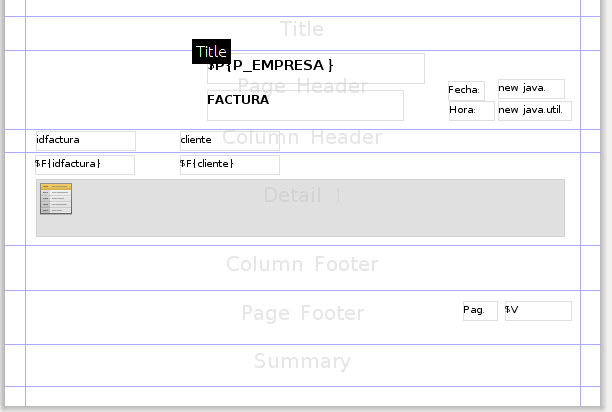 Title
Title
$P{P_EMPRESA }
Page Header
Fecha:
new java.
FACTURA
Hora:
new java.util.
Column Header
idfactura
cliente
$F{idfactura}
$F{cliente}
Detail 1
Column Footer
Page Footer
Pag.
$V
Summary